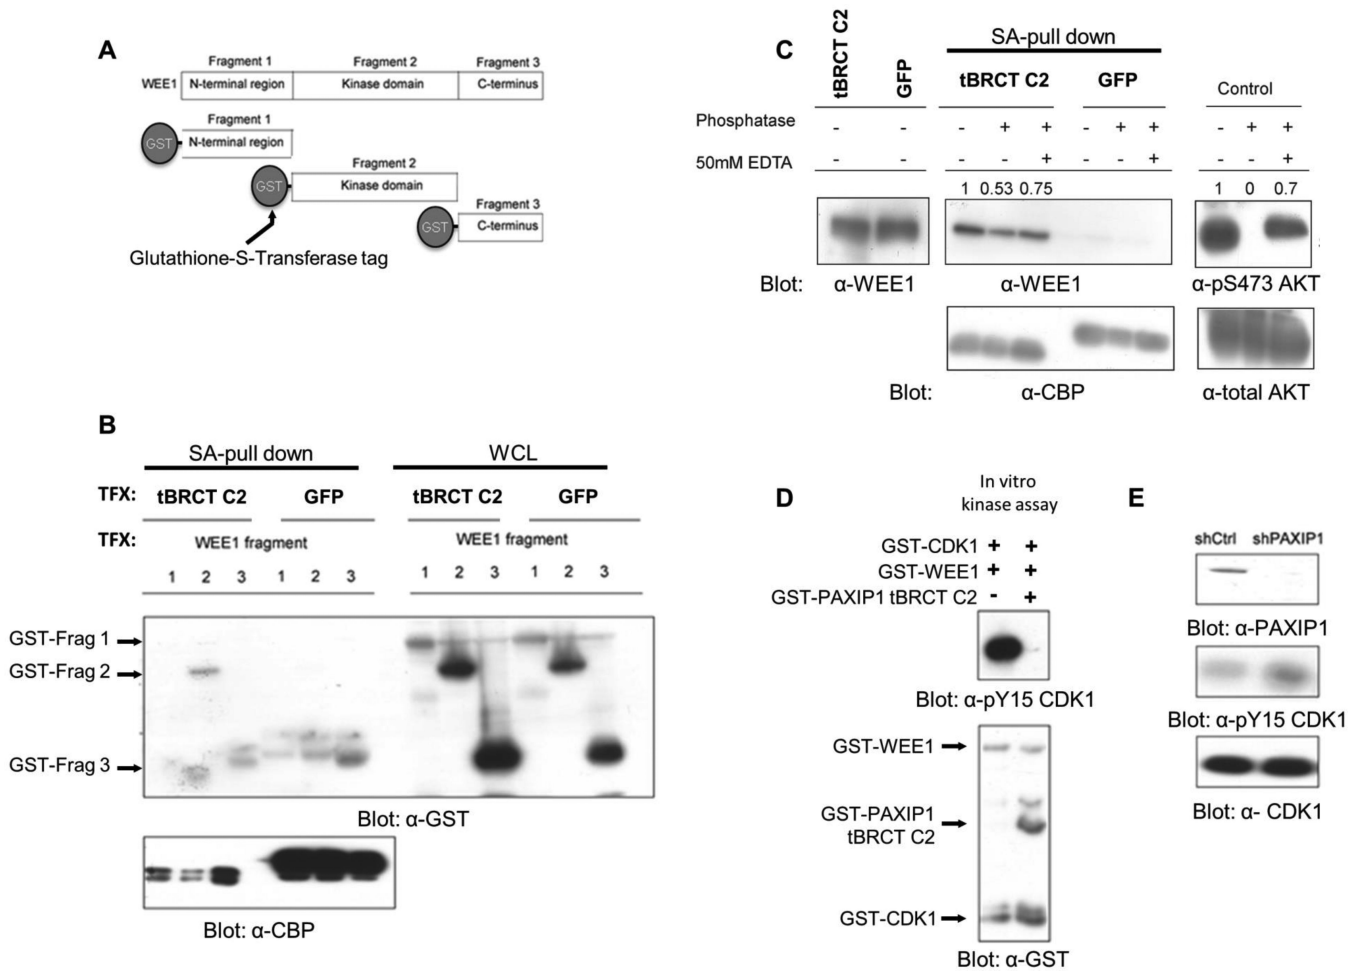 A
Fragment 1 Fragment 2 Fragment 3
WEE1 N-terminal region Kinase domain C-terminus
Fragment 1
GST N-terminal region
Fragment 2
GST Kinase domain
Fragment 3
GST C-terminus
Glutathione-S-Transferase tag
B
SA-pull down WCL
TFX: tBRCT C2 GFP tBRCT C2 GFP
TFX: WEE1 fragment WEE1 fragment
1 2 3 1 2 3 1 2 3 1 2 3
GST-Frag 1
GST-Frag 2
GST-Frag 3
Blot: α-GST
Blot: α-CBP
C
tBRCT C2
GFP
SA-pull down
tBRCT C2 GFP Control
Phosphatase - - - + + - + + - + +
50mM EDTA - - - - + - - + - - +
1 0.53 0.75 1 0 0.7
Blot: α-WEE1 α-WEE1 α-pS473 AKT
Blot: α-CBP α-total AKT
D
In vitro
kinase assay
GST-CDK1 + +
GST-WEE1 + +
GST-PAXIP1 tBRCT C2 - +
Blot: α-pY15 CDK1
GST-WEE1
GST-PAXIP1
tBRCT C2
GST-CDK1
Blot: α-GST
E
shCtrl shPAXIP1
Blot: α-PAXIP1
Blot: α-pY15 CDK1
Blot: α- CDK1